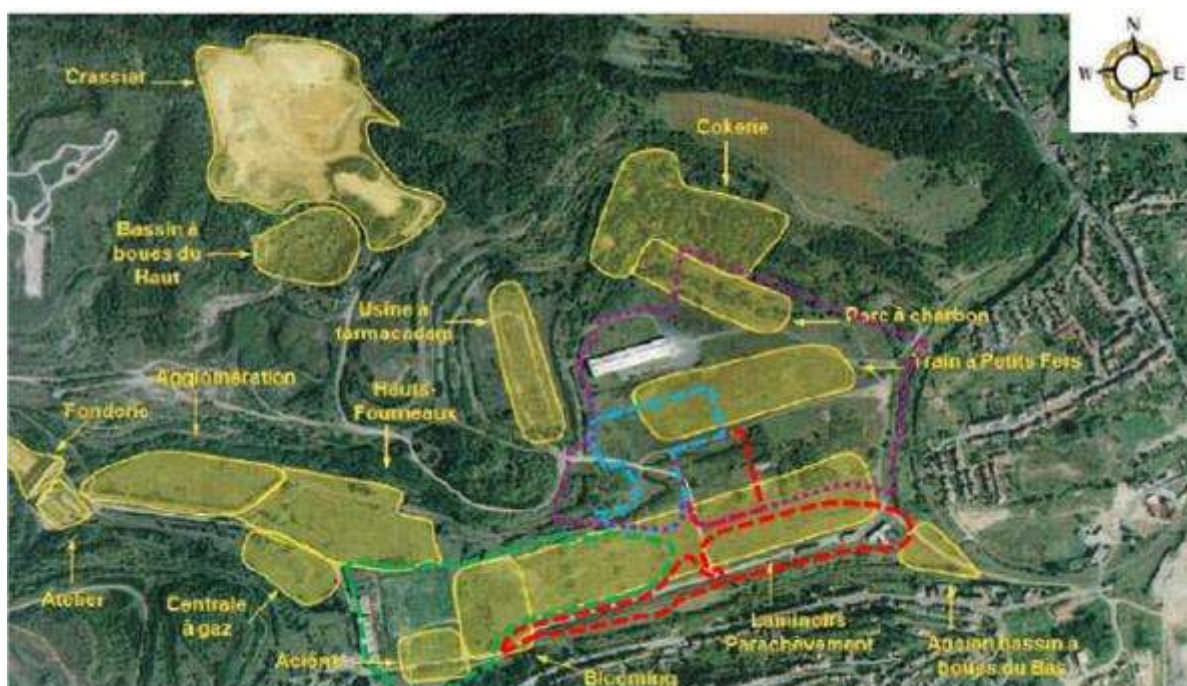 N
W E
S
Crassier
Cokerie
Bassin à
boues du
Haut
Usine à
tarmacadam
Parc à charbon
Train à Petits Fers
Agglomération
Hauts-
Fourneaux
Fonderie
Atelier
Centrale
à gaz
Laminoirs
Parachèvement
Ancien bassin à
boues du Bas
Aciérie
Blooming